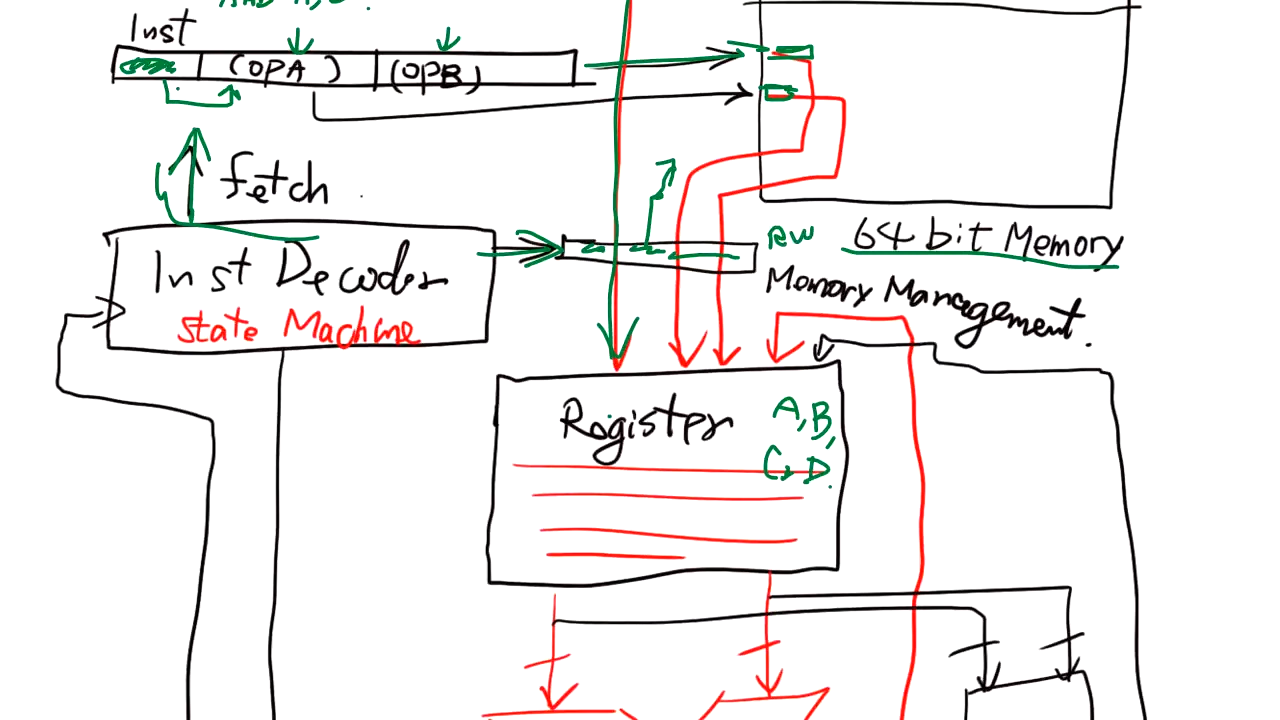 Inst
(OPA) (OPB)
fetch
Inst Decoder
state Machine
RW 64 bit Memory
Memory Management.
Register
A, B,
C, D.